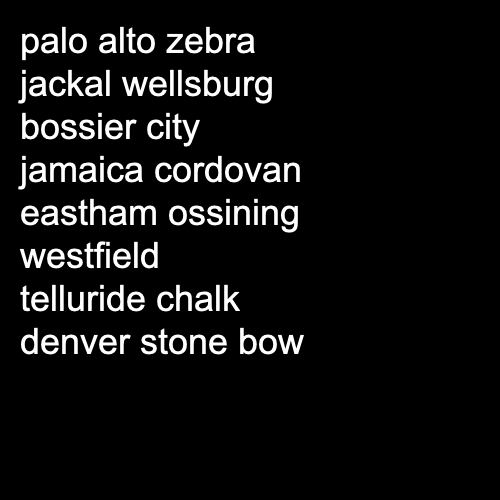 palo alto zebra
jackal wellsburg
bossier city
jamaica cordovan
eastham ossining
westfield
telluride chalk
denver stone bow